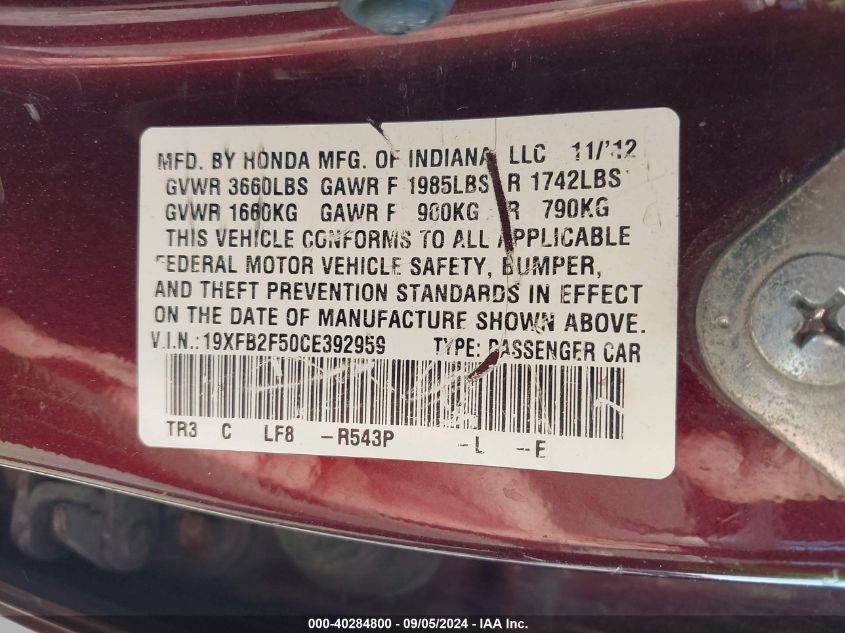 MFD. BY HONDA MFG. OF INDIANA, LLC 11/'12
GVWR 3660LBS GAWR F 1985LBS R 1742LBS
GVWR 1660KG GAWR F 900KG R 790KG
THIS VEHICLE CONFORMS TO ALL APPLICABLE
FEDERAL MOTOR VEHICLE SAFETY, BUMPER,
AND THEFT PREVENTION STANDARDS IN EFFECT
ON THE DATE OF MANUFACTURE SHOWN ABOVE.
V.I.N.: 19XFB2F50CE392959 TYPE: PASSENGER CAR
TR3 C LF8 -R543P -L --E
000-40284800 - 09/05/2024 - IAA Inc.